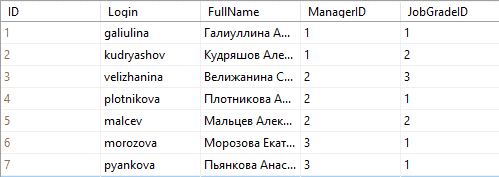 ID Login FullName ManagerID JobGradeID
1 galiulina Галиуллина А... 1 1
2 kudryashov Кудряшов Але... 1 2
3 velizhanina Велижанина С... 2 3
4 plotnikova Плотникова А... 2 1
5 malcev Мальцев Алек... 2 2
6 morozova Морозова Екат... 3 1
7 pyankova Пьянкова Анас... 3 1